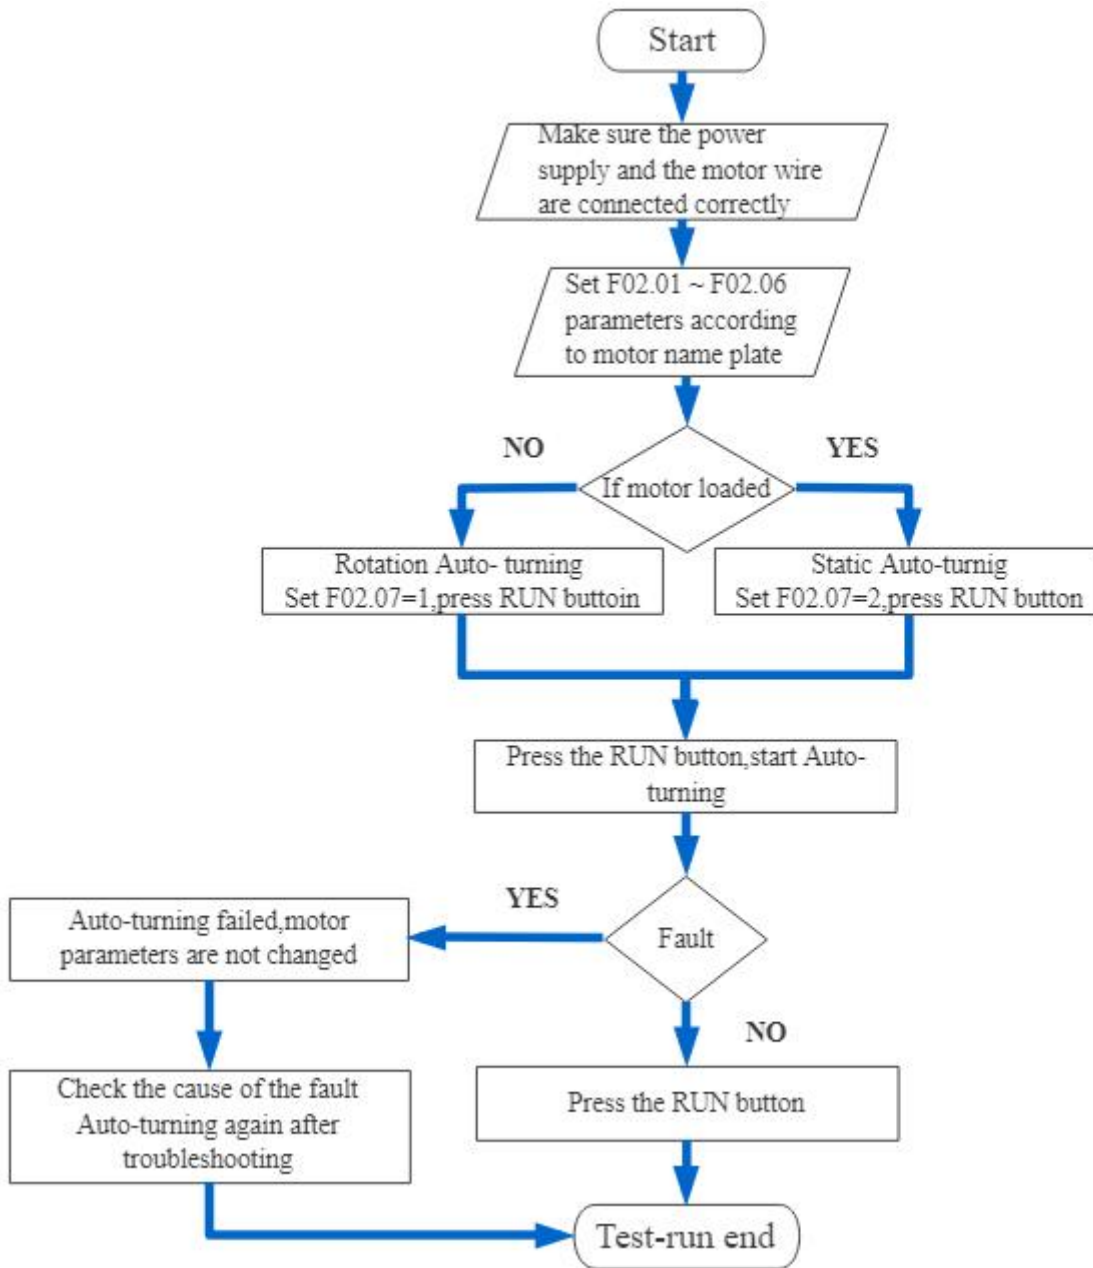 Start
Make sure the power
supply and the motor wire
are connected correctly
Set F02.01 ~ F02.06
parameters according
to motor name plate
NO
YES
If motor loaded
Rotation Auto- turning
Set F02.07=1,press RUN buttoin
Static Auto-turnig
Set F02.07=2,press RUN button
Press the RUN button,start Auto-
turning
YES
Fault
Auto-turning failed,motor
parameters are not changed
NO
Check the cause of the fault
Auto-turning again after
troubleshooting
Press the RUN button
Test-run end